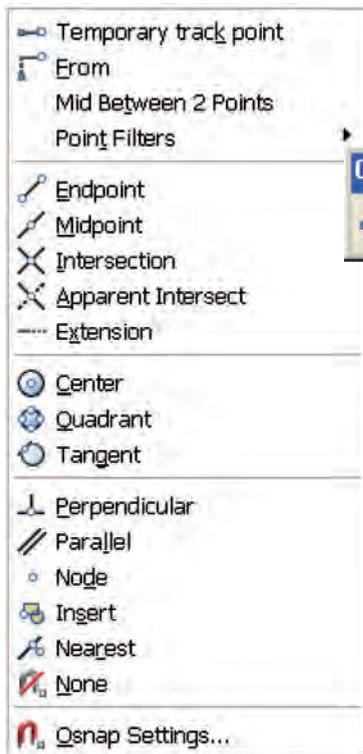 Temporary track point
From
Mid Between 2 Points
Point Filters
Endpoint
Midpoint
Intersection
Apparent Intersect
Extension
Center
Quadrant
Tangent
Perpendicular
Parallel
Node
Insert
Nearest
None
Osnap Settings...